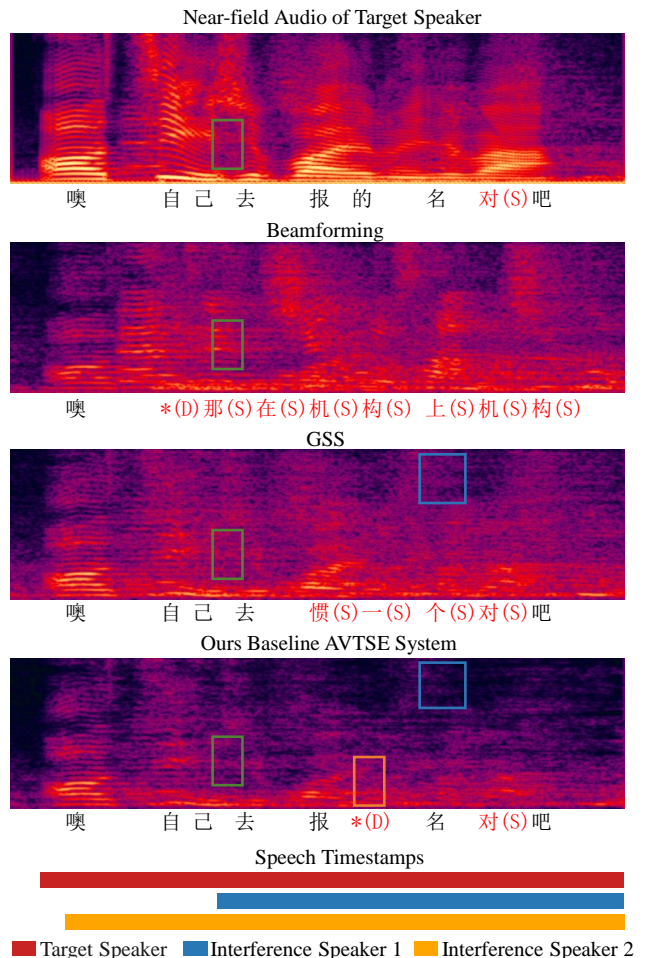 Near-field Audio of Target Speaker
噢 自己去 报的 名 对(S)吧
Beamforming
噢 *(D)那(S)在(S)机(S)构(S) 上(S)机(S)构(S)
GSS
噢 自己去 惯(S)一(S) 个(S)对(S)吧
Ours Baseline AVTSE System
噢 自己去 报 *(D) 名 对(S)吧
Speech Timestamps
Target Speaker Interference Speaker 1 Interference Speaker 2